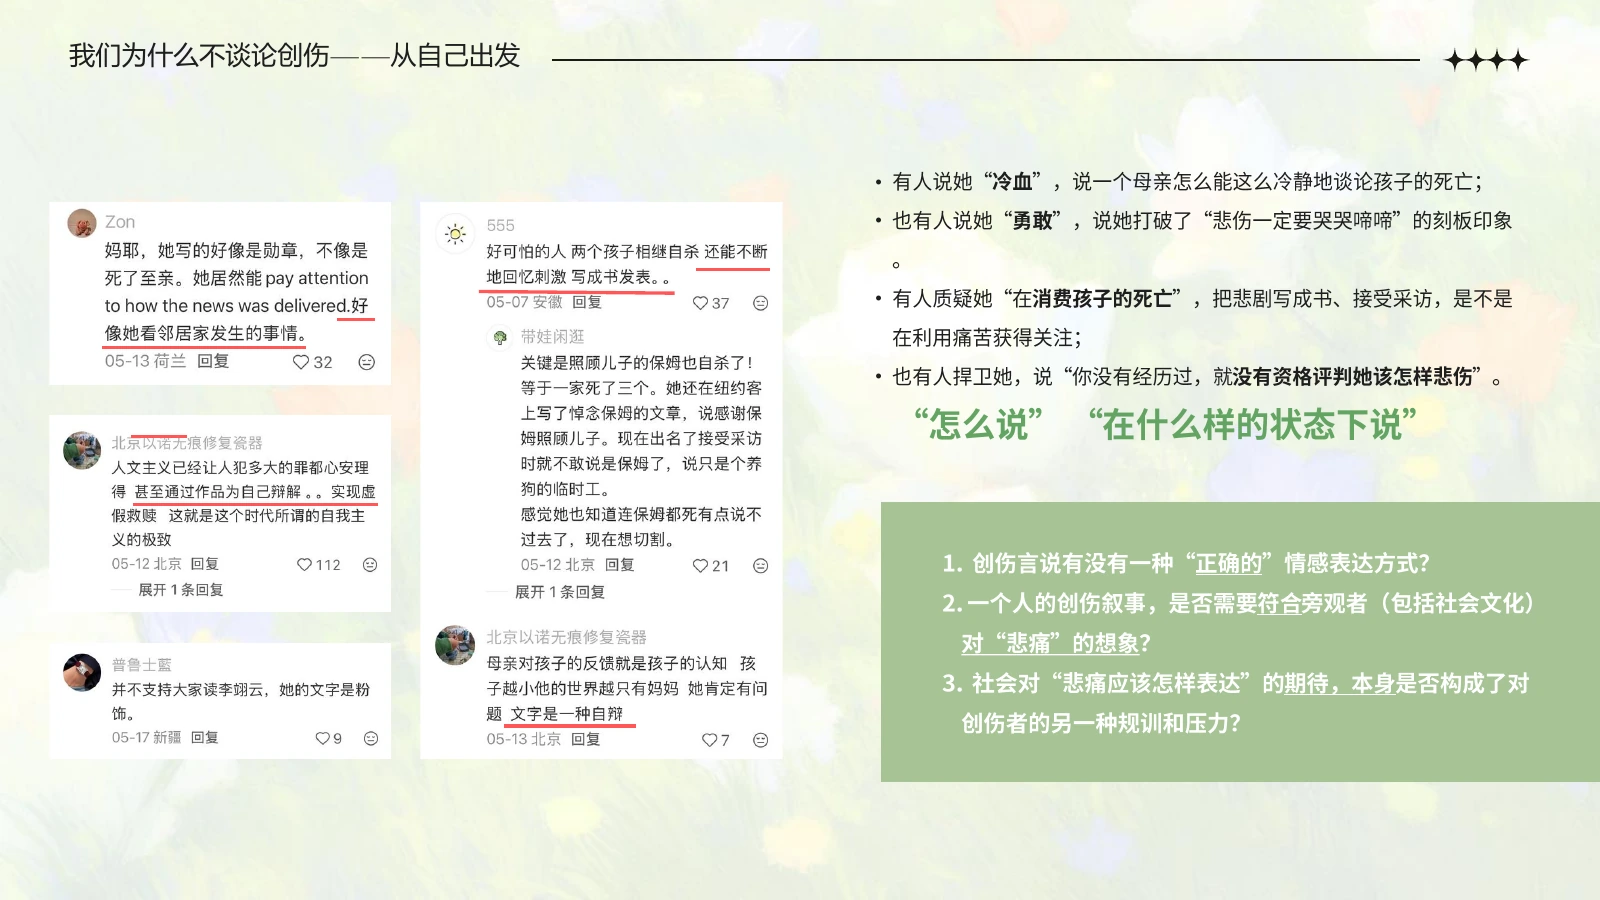 我们为什么不谈论创伤——从自己出发
Zon
妈耶，她写的好像是勋章，不像是
死了至亲。她居然能 pay attention
to how the news was delivered.好
像她看邻居家发生的事情。
05-13 荷兰 回复
32
北京以诺无痕修复瓷器
人文主义已经让人犯多大的罪都心安理
得 甚至通过作品为自己辩解。。实现虚
假救赎 这就是这个时代所谓的自我主
义的极致
05-12 北京 回复
112
展开 1 条回复
普鲁士蓝
并不支持大家读李翊云，她的文字是粉
饰。
05-17 新疆 回复
9
555
好可怕的人 两个孩子相继自杀 还能不断
地回忆刺激 写成书发表。。
05-07 安徽 回复
37
带娃闲逛
关键是照顾儿子的保姆也自杀了！
等于一家死了三个。她还在纽约客
上写了悼念保姆的文章，说感谢保
姆照顾儿子。现在出名了接受采访
时就不敢说是保姆了，说只是个养
狗的临时工。
感觉她也知道连保姆都死有点说不
过去了，现在想切割。
05-12 北京 回复
21
展开 1 条回复
北京以诺无痕修复瓷器
母亲对孩子的反馈就是孩子的认知 孩
子越小他的世界越只有妈妈 她肯定有问
题 文字是一种自辩
05-13 北京 回复
7
• 有人说她“冷血”，说一个母亲怎么能这么冷静地谈论孩子的死亡；
• 也有人说她“勇敢”，说她打破了“悲伤一定要哭哭啼啼”的刻板印象
。
• 有人质疑她“在消费孩子的死亡”，把悲剧写成书、接受采访，是不是
在利用痛苦获得关注；
• 也有人捍卫她，说“你没有经历过，就没有资格评判她该怎样悲伤”。
“怎么说” “在什么样的状态下说”
1. 创伤言说有没有一种“正确的”情感表达方式？
2. 一个人的创伤叙事，是否需要符合旁观者（包括社会文化）
对“悲痛”的想象？
3. 社会对“悲痛应该怎样表达”的期待，本身是否构成了对
创伤者的另一种规训和压力？